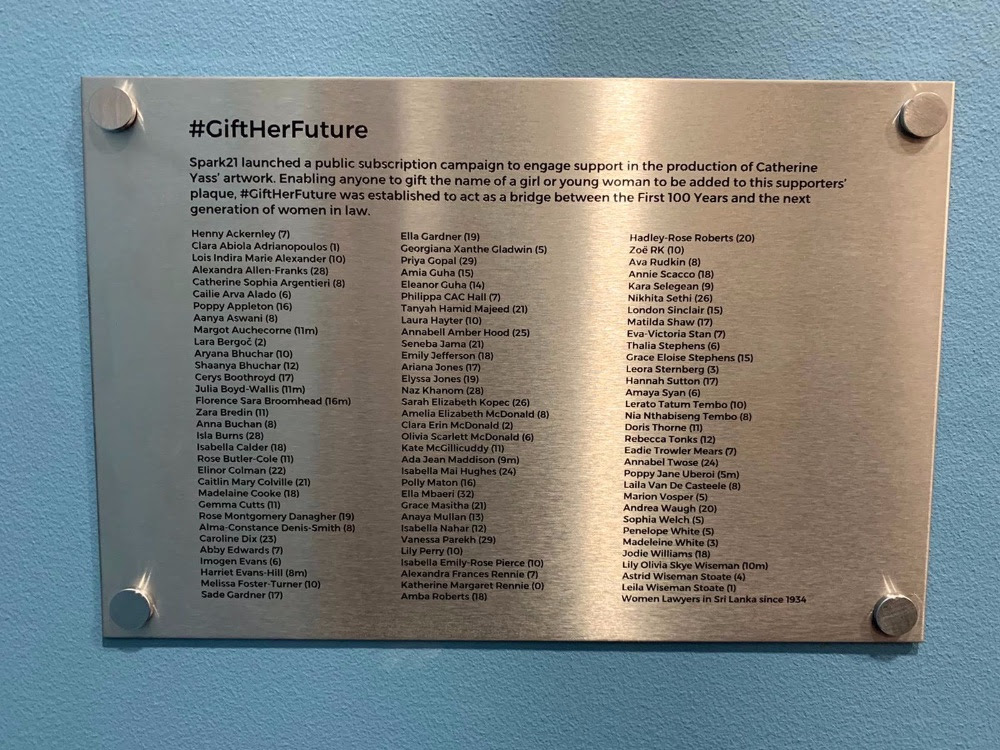 #GiftHerFuture
Spark21 launched a public subscription campaign to engage support in the production of Catherine
Yass' artwork. Enabling anyone to gift the name of a girl or young woman to be added to this supporters'
plaque, #GiftHerFuture was established to act as a bridge between the First 100 Years and the next
generation of women in law.
Henny Ackernley (7)
Clara Abiola Adrianopoulos (1)
Lois Indira Marie Alexander (10)
Alexandra Allen-Franks (28)
Catherine Sophia Argentieri (8)
Cailie Arva Alado (6)
Poppy Appleton (16)
Aanya Aswani (8)
Margot Auchecorne (11m)
Lara Bergoč (2)
Aryana Bhuchar (10)
Shaanya Bhuchar (12)
Cerys Boothroyd (17)
Julia Boyd-Wallis (11m)
Florence Sara Broomhead (16m)
Zara Bredin (11)
Anna Buchan (8)
Isla Burns (28)
Isabella Calder (18)
Rose Butler-Cole (11)
Elinor Colman (22)
Caitlin Mary Colville (21)
Madelaine Cooke (18)
Gemma Cutts (11)
Rose Montgomery Danagher (19)
Alma-Constance Denis-Smith (8)
Caroline Dix (23)
Abby Edwards (7)
Imogen Evans (6)
Harriet Evans-Hill (8m)
Melissa Foster-Turner (10)
Sade Gardner (17)
Ella Gardner (19)
Georgiana Xanthe Gladwin (5)
Priya Gopal (29)
Amia Guha (15)
Eleanor Guha (14)
Philippa CAC Hall (7)
Tanyah Hamid Majeed (21)
Laura Hayter (10)
Annabell Amber Hood (25)
Seneba Jama (21)
Emily Jefferson (18)
Ariana Jones (17)
Elyssa Jones (19)
Naz Khanom (28)
Sarah Elizabeth Kopec (26)
Amelia Elizabeth McDonald (8)
Clara Erin McDonald (2)
Olivia Scarlett McDonald (6)
Kate McGillicuddy (11)
Ada Jean Maddison (9m)
Isabella Mai Hughes (24)
Polly Maton (16)
Ella Mbaeri (32)
Grace Masitha (21)
Anaya Mullan (13)
Isabella Nahar (12)
Vanessa Parekh (29)
Lily Perry (10)
Isabella Emily-Rose Pierce (10)
Alexandra Frances Rennie (7)
Katherine Margaret Rennie (0)
Amba Roberts (18)
Hadley-Rose Roberts (20)
Zoë RK (10)
Ava Rudkin (8)
Annie Scacco (18)
Kara Selegean (9)
Nikhita Sethi (26)
London Sinclair (15)
Matilda Shaw (17)
Eva-Victoria Stan (7)
Thalia Stephens (6)
Grace Eloise Stephens (15)
Leora Sternberg (3)
Hannah Sutton (17)
Amaya Syan (6)
Lerato Tatum Tembo (10)
Nia Nthabiseng Tembo (8)
Doris Thorne (11)
Rebecca Tonks (12)
Eadie Trowler Mears (7)
Annabel Twose (24)
Poppy Jane Uberoi (5m)
Laila Van De Casteele (8)
Marion Vosper (5)
Andrea Waugh (20)
Sophia Welch (5)
Penelope White (5)
Madeleine White (3)
Jodie Williams (18)
Lily Olivia Skye Wiseman (10m)
Astrid Wiseman Stoate (4)
Leila Wiseman Stoate (1)
Women Lawyers in Sri Lanka since 1934